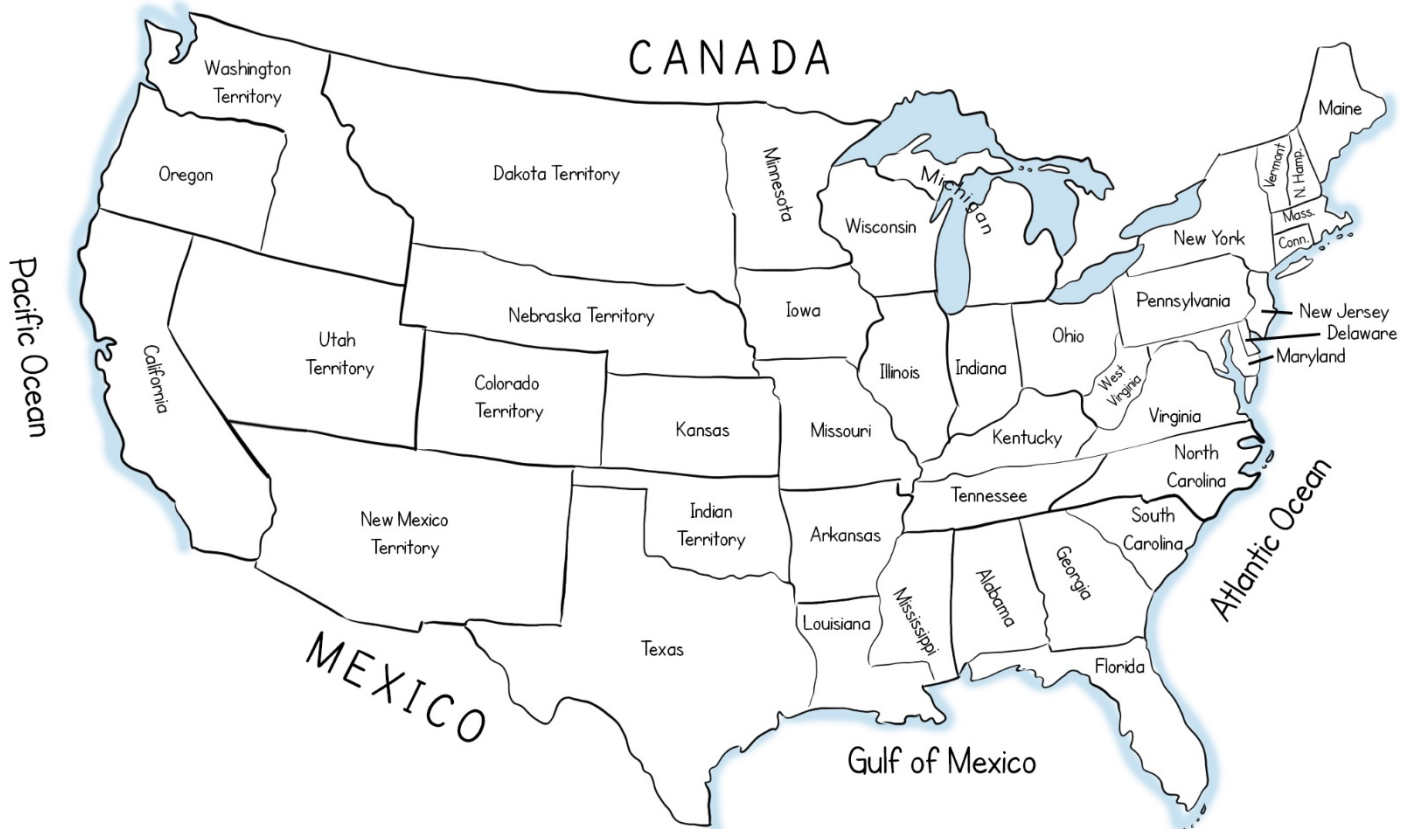 CANADA
Washington
Territory
Oregon
Dakota Territory
Minnesota
Wisconsin
Michigan
Maine
Vermont
N Hamp.
Mass.
Conn.
New York
Pacific Ocean
California
Utah
Territory
Nebraska Territory
Colorado
Territory
Iowa
Kansas
Missouri
Illinois
Indiana
Ohio
Pennsylvania
New Jersey
Delaware
Maryland
West
Virginia
Virginia
Kentucky
North
Carolina
Tennessee
New Mexico
Territory
Indian
Territory
Arkansas
South
Carolina
Atlantic Ocean
Texas
Louisiana
Mississippi
Alabama
Georgia
Florida
MEXICO
Gulf of Mexico